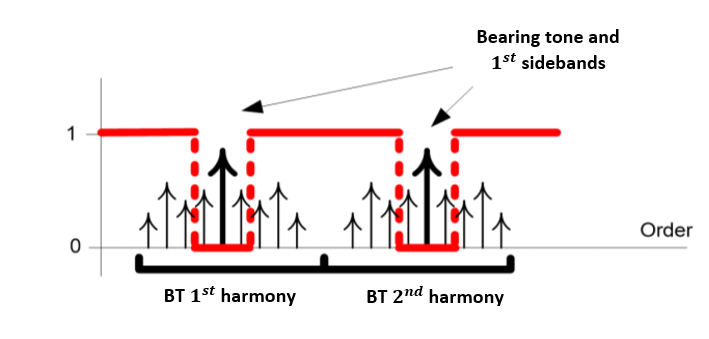 Bearing tone and
1st sidebands
1
0
Order
BT 1st harmony
BT 2nd harmony